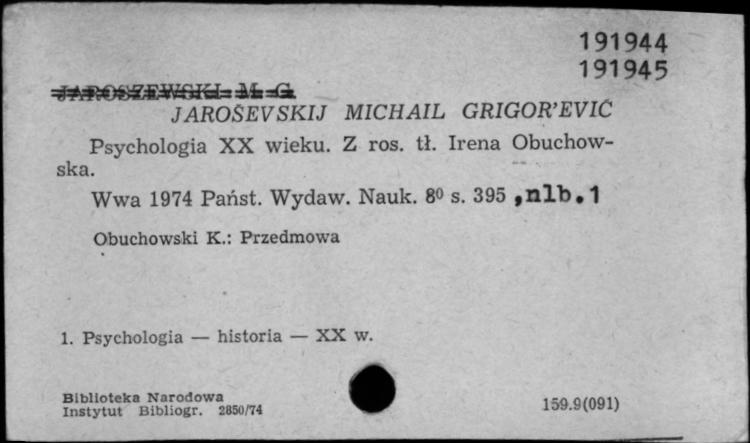 191944
191945
JAROSZEWSKI M G
JAROŠEVSKIJ MICHAIL GRIGOR'EVIČ
Psychologia XX wieku. Z ros. tł. Irena Obuchow-
ska.
Wwa 1974 Państ. Wydaw. Nauk. 8⁰ s. 395 ,nlb.1
Obuchowski K.: Przedmowa
1. Psychologia — historia — XX w.
Biblioteka Narodowa
Instytut Bibliogr. 2850/74
159.9(091)